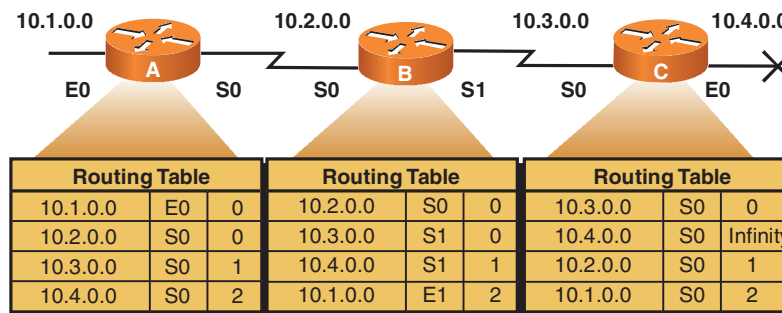 10.1.0.0 10.2.0.0 10.3.0.0 10.4.0.0
A B C
E0 S0 S0 S1 S0 E0
Routing Table
10.1.0.0 E0 0
10.2.0.0 S0 0
10.3.0.0 S0 1
10.4.0.0 S0 2
Routing Table
10.2.0.0 S0 0
10.3.0.0 S1 0
10.4.0.0 S1 1
10.1.0.0 E1 2
Routing Table
10.3.0.0 S0 0
10.4.0.0 S0 Infinity
10.2.0.0 S0 1
10.1.0.0 S0 2